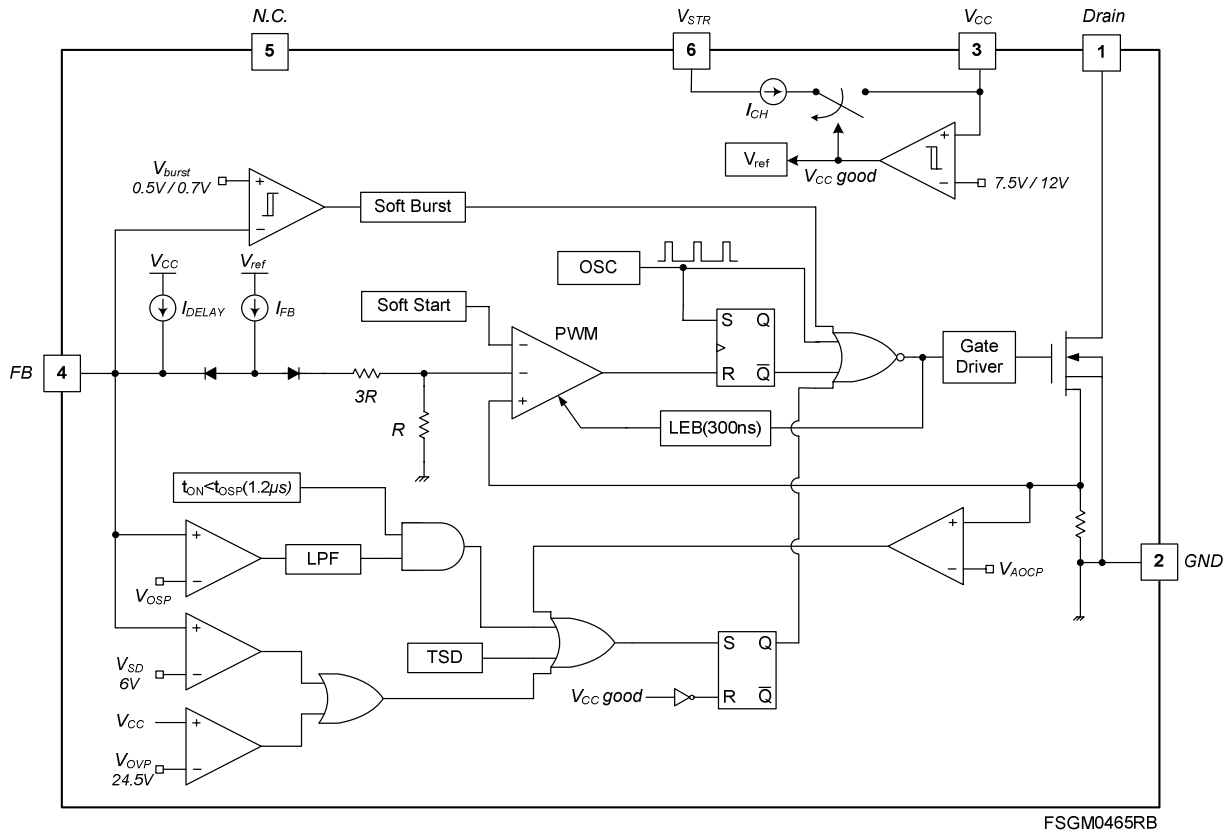 N.C.
V_STR
V_CC
Drain
5
6
3
1
I_CH
V_ref
V_CC good
7.5V / 12V
V_burst
0.5V / 0.7V
Soft Burst
V_CC
V_ref
OSC
I_DELAY
I_FB
Soft Start
PWM
S Q
R Q̅
Gate
Driver
FB
4
3R
R
LEB(300ns)
t_ON<t_OSP(1.2µs)
LPF
V_OSP
V_AOCP
2
GND
V_SD
6V
TSD
S Q
R Q̅
V_CC good
V_CC
V_OVP
24.5V
+
−
+
−
−
−
+
+
−
+
−
+
−
+
−
FSGM0465RB